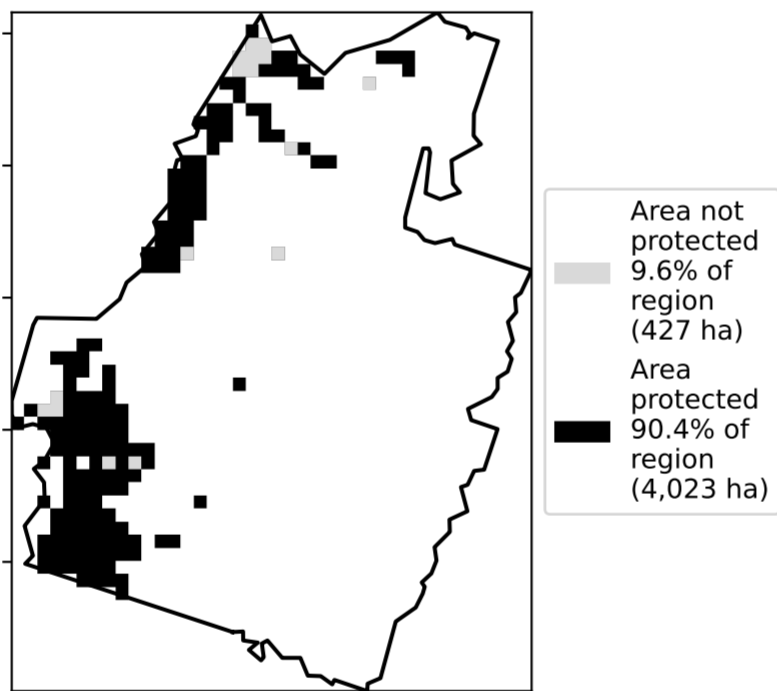 Area not
protected
9.6% of
region
(427 ha)
Area
protected
90.4% of
region
(4,023 ha)